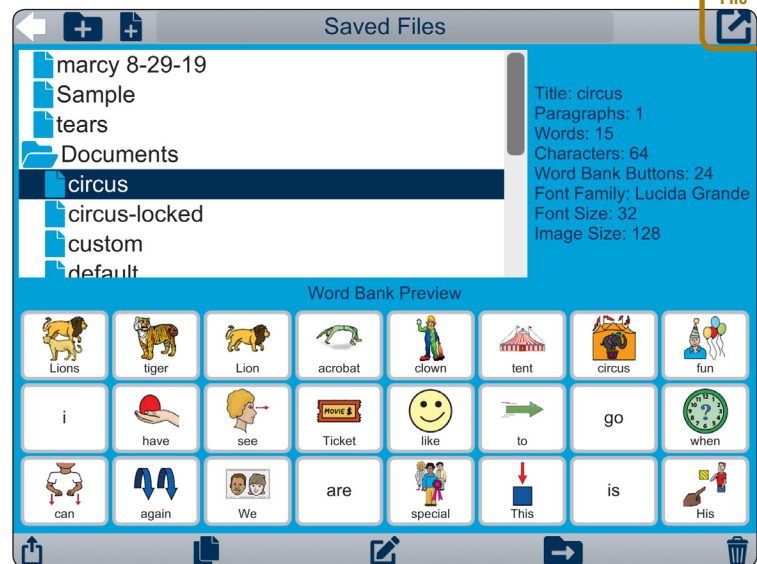 File
Saved Files
marcy 8-29-19
Sample
tears
Documents
circus
circus-locked
custom
default
Title: circus
Paragraphs: 1
Words: 15
Characters: 64
Word Bank Buttons: 24
Font Family: Lucida Grande
Font Size: 32
Image Size: 128
Word Bank Preview
Lions tiger Lion acrobat clown tent circus fun
i have see MOVIE $ Ticket like to go when
can again We are special This is His